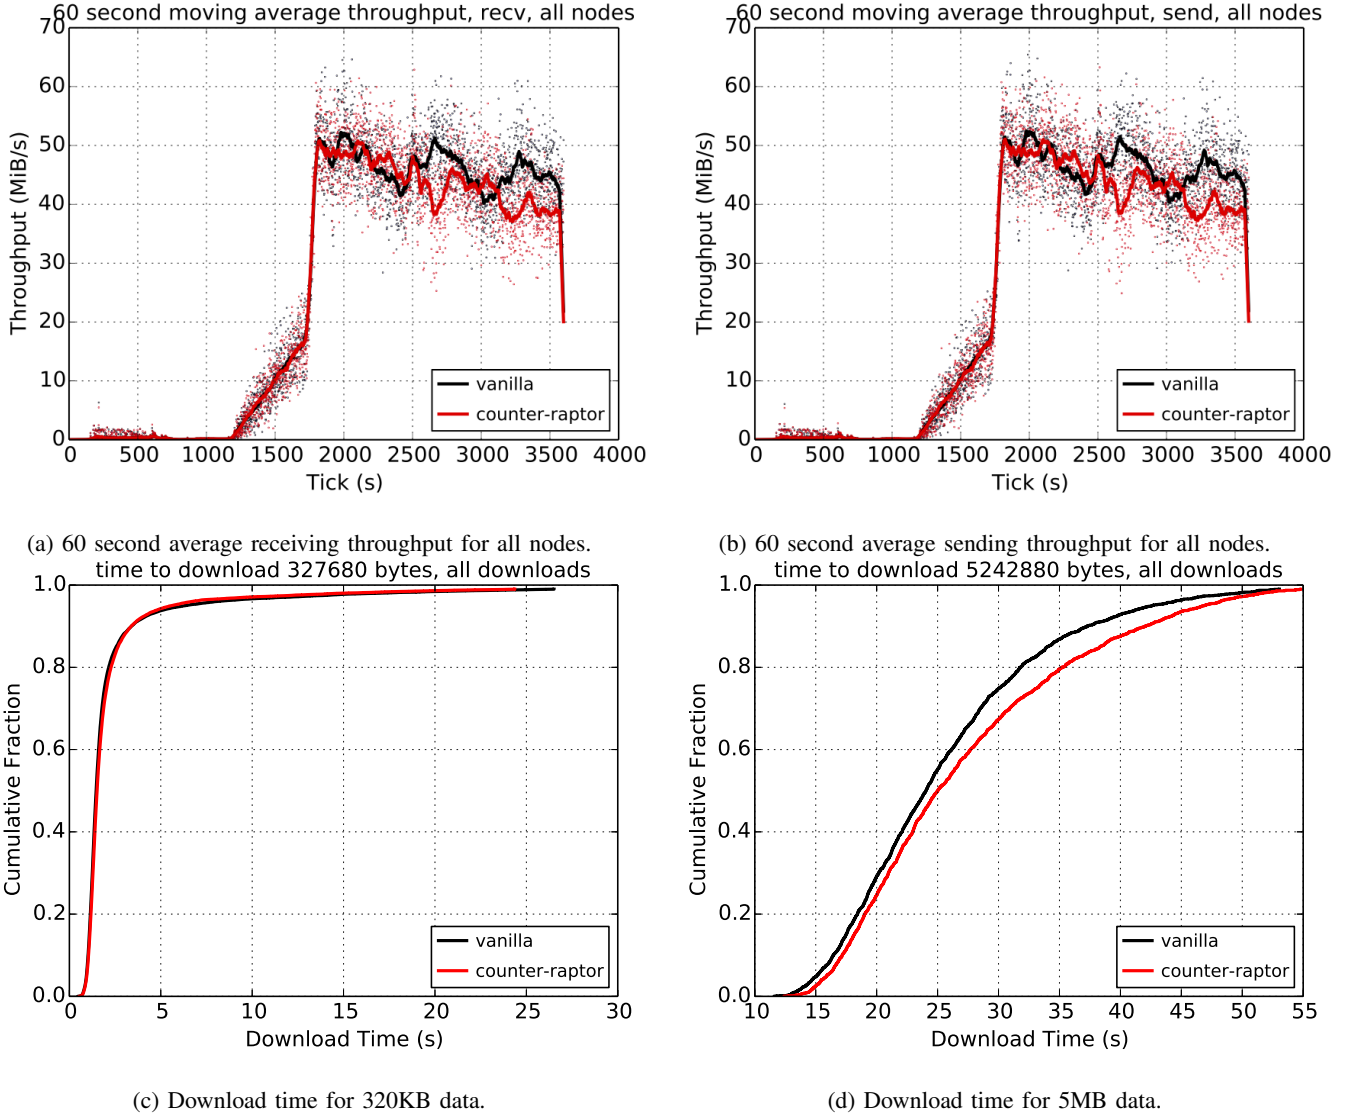 60 second moving average throughput, recv, all nodes
70
60
50
40
30
20
10
0
Throughput (MiB/s)
vanilla
counter-raptor
0 500 1000 1500 2000 2500 3000 3500 4000
Tick (s)
(a) 60 second average receiving throughput for all nodes.
60 second moving average throughput, send, all nodes
70
60
50
40
30
20
10
0
Throughput (MiB/s)
vanilla
counter-raptor
0 500 1000 1500 2000 2500 3000 3500 4000
Tick (s)
(b) 60 second average sending throughput for all nodes.
time to download 327680 bytes, all downloads
1.0
0.8
0.6
0.4
0.2
0.0
Cumulative Fraction
vanilla
counter-raptor
0 5 10 15 20 25 30
Download Time (s)
(c) Download time for 320KB data.
time to download 5242880 bytes, all downloads
1.0
0.8
0.6
0.4
0.2
0.0
Cumulative Fraction
vanilla
counter-raptor
10 15 20 25 30 35 40 45 50 55
Download Time (s)
(d) Download time for 5MB data.